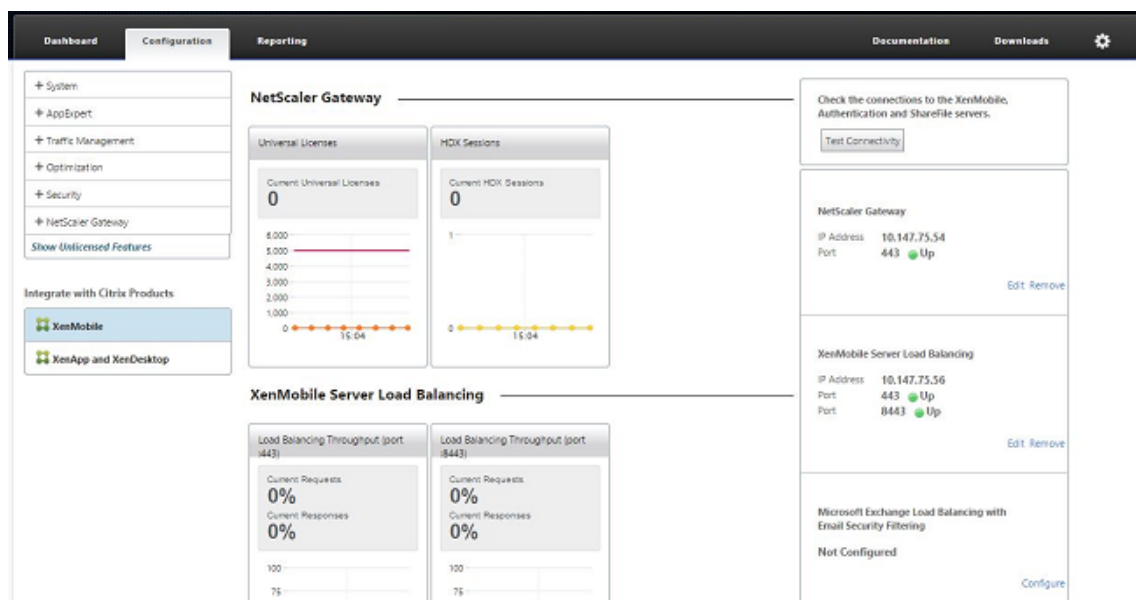 Dashboard
Configuration
Reporting
Documentation
Downloads
+ System
+ AppExpert
+ Traffic Management
+ Optimization
+ Security
+ NetScaler Gateway
Show Unlicensed Features
Integrate with Citrix Products
XenMobile
XenApp and XenDesktop
NetScaler Gateway
Universal Licenses
Current Universal Licenses
0
6,000
5,000
4,000
3,000
2,000
1,000
0
15:04
HDX Sessions
Current HDX Sessions
0
1
0
15:04
XenMobile Server Load Balancing
Load Balancing Throughput (port
:443)
Current Requests
0%
Current Responses
0%
100
75
Load Balancing Throughput (port
:8443)
Current Requests
0%
Current Responses
0%
100
75
Check the connections to the XenMobile,
Authentication and ShareFile servers.
Test Connectivity
NetScaler Gateway
IP Address 10.147.75.54
Port 443 Up
Edit Remove
XenMobile Server Load Balancing
IP Address 10.147.75.56
Port 443 Up
Port 8443 Up
Edit Remove
Microsoft Exchange Load Balancing with
Email Security Filtering
Not Configured
Configure